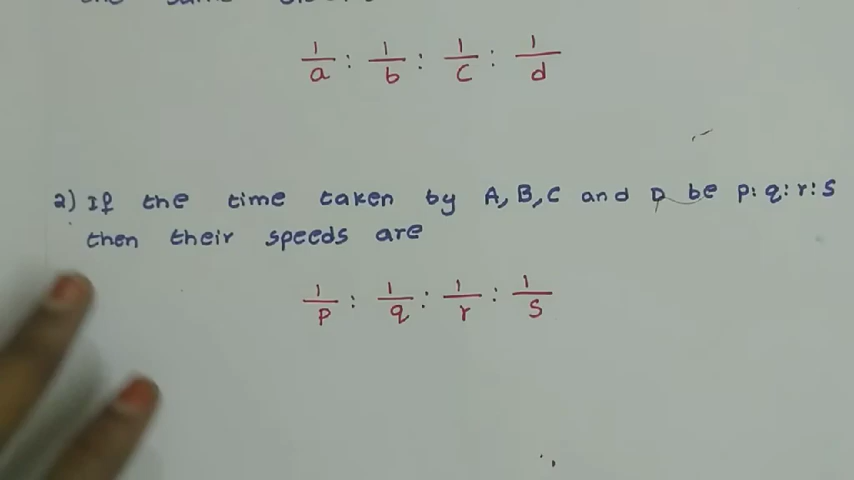 1/a : 1/b : 1/c : 1/d
2) If the time taken by A, B, C and D be p: q: r: s
then their speeds are
1/p : 1/q : 1/r : 1/s